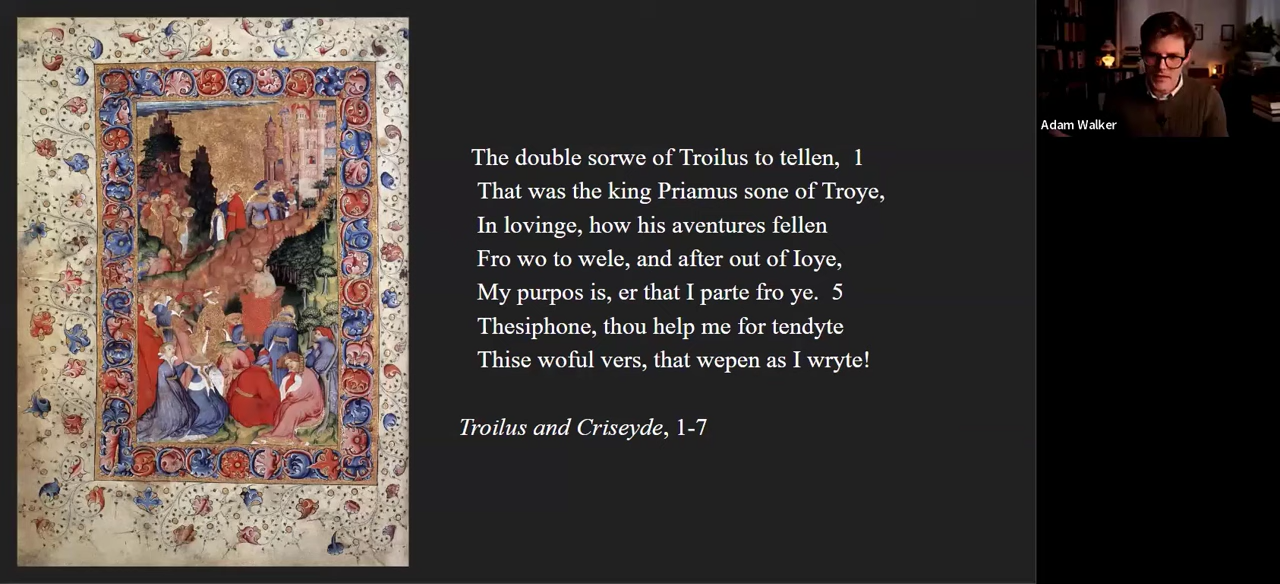 The double sorwe of Troilus to tellen, 1
That was the king Priamus sone of Troye,
In lovinge, how his aventures fellen
Fro wo to wele, and after out of Ioye,
My purpos is, er that I parte fro ye. 5
Thesiphone, thou help me for tendyte
Thise woful vers, that wepen as I wryte!
Troilus and Criseyde, 1-7
Adam Walker